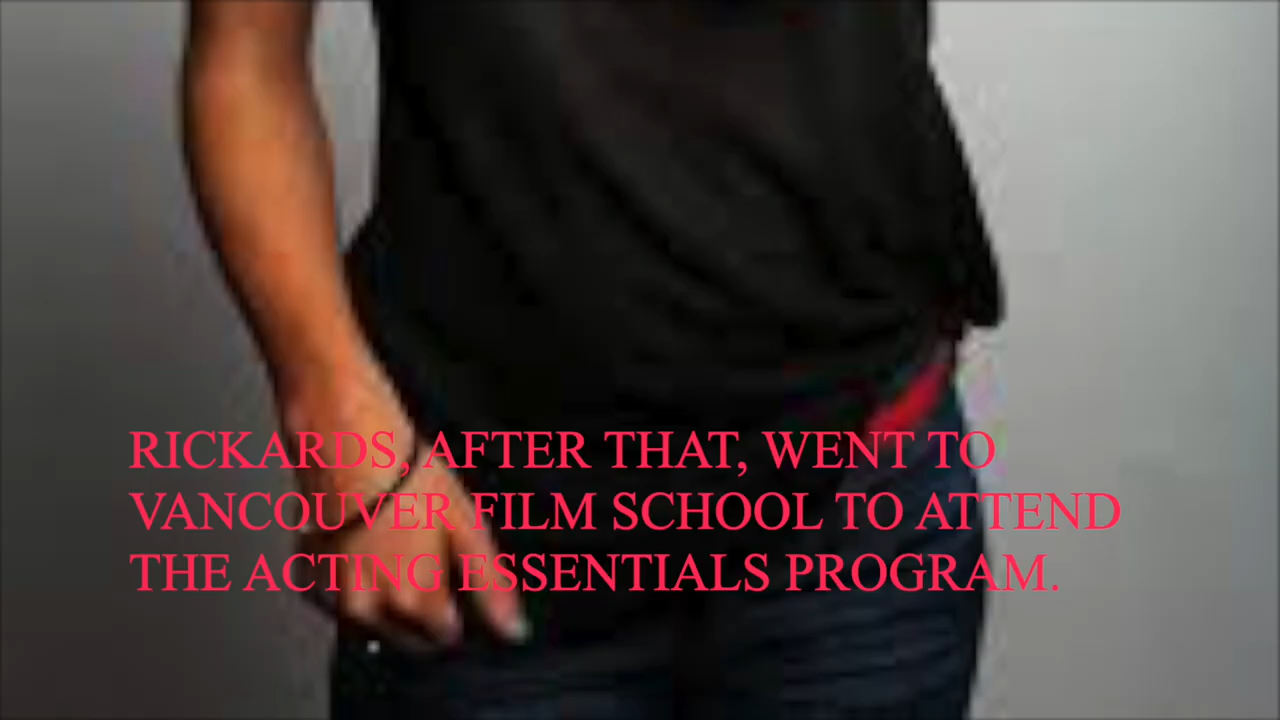 RICKARDS, AFTER THAT, WENT TO
VANCOUVER FILM SCHOOL TO ATTEND
THE ACTING ESSENTIALS PROGRAM.